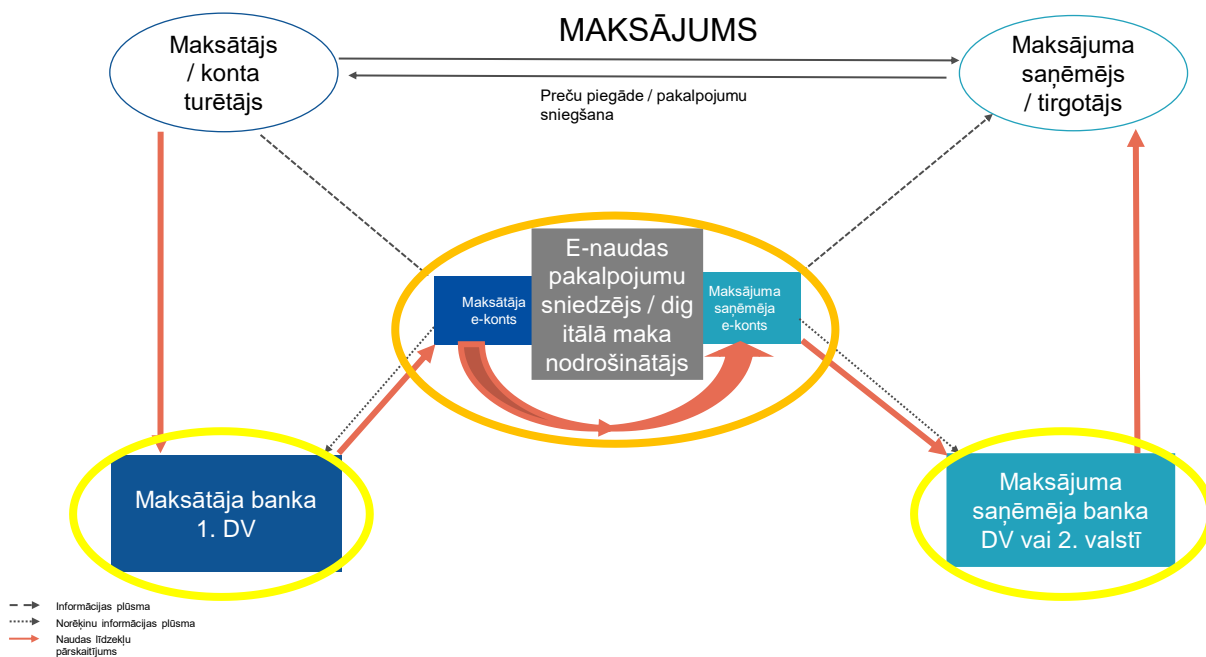 MAKSĀJUMS
Maksātājs
/ konta
turētājs
Maksājuma
saņēmējs
/ tirgotājs
Preču piegāde / pakalpojumu
sniegšana
E-naudas
pakalpojumu
sniedzējs / dig
itālā maka
nodrošinātājs
Maksātāja
e-konts
Maksājuma
saņēmēja
e-konts
Maksātāja banka
1. DV
Maksājuma
saņēmēja banka
DV vai 2. valstī
Informācijas plūsma
Norēķinu informācijas plūsma
Naudas līdzekļu
pārskaitījums